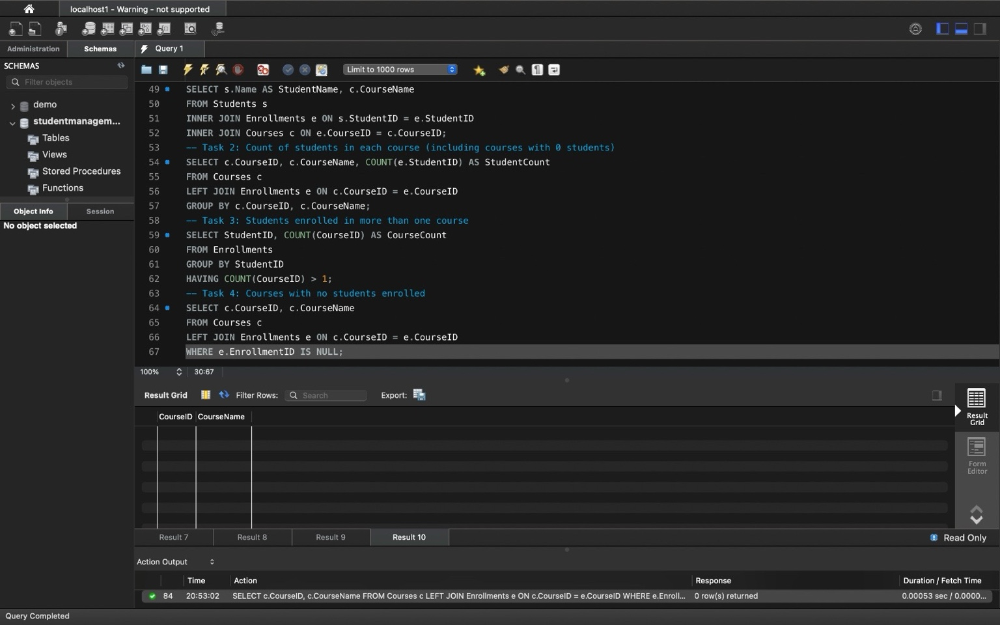 localhost1 - Warning - not supported
Administration
Schemas
Query 1
SCHEMAS
Filter objects
demo
studentmanagem...
Tables
Views
Stored Procedures
Functions
Object Info
Session
No object selected
Limit to 1000 rows
49 SELECT s.Name AS StudentName, c.CourseName
50 FROM Students s
51 INNER JOIN Enrollments e ON s.StudentID = e.StudentID
52 INNER JOIN Courses c ON e.CourseID = c.CourseID;
53 -- Task 2: Count of students in each course (including courses with 0 students)
54 SELECT c.CourseID, c.CourseName, COUNT(e.StudentID) AS StudentCount
55 FROM Courses c
56 LEFT JOIN Enrollments e ON c.CourseID = e.CourseID
57 GROUP BY c.CourseID, c.CourseName;
58 -- Task 3: Students enrolled in more than one course
59 SELECT StudentID, COUNT(CourseID) AS CourseCount
60 FROM Enrollments
61 GROUP BY StudentID
62 HAVING COUNT(CourseID) > 1;
63 -- Task 4: Courses with no students enrolled
64 SELECT c.CourseID, c.CourseName
65 FROM Courses c
66 LEFT JOIN Enrollments e ON c.CourseID = e.CourseID
67 WHERE e.EnrollmentID IS NULL;
100% 30:67
Result Grid Filter Rows: Search Export:
CourseID CourseName
Result Grid
Form Editor
Result 7 Result 8 Result 9 Result 10 Read Only
Action Output
Time Action Response Duration / Fetch Time
84 20:53:02 SELECT c.CourseID, c.CourseName FROM Courses c LEFT JOIN Enrollments e ON c.CourseID = e.CourseID WHERE e.Enroll... 0 row(s) returned 0.00053 sec / 0.0000...
Query Completed